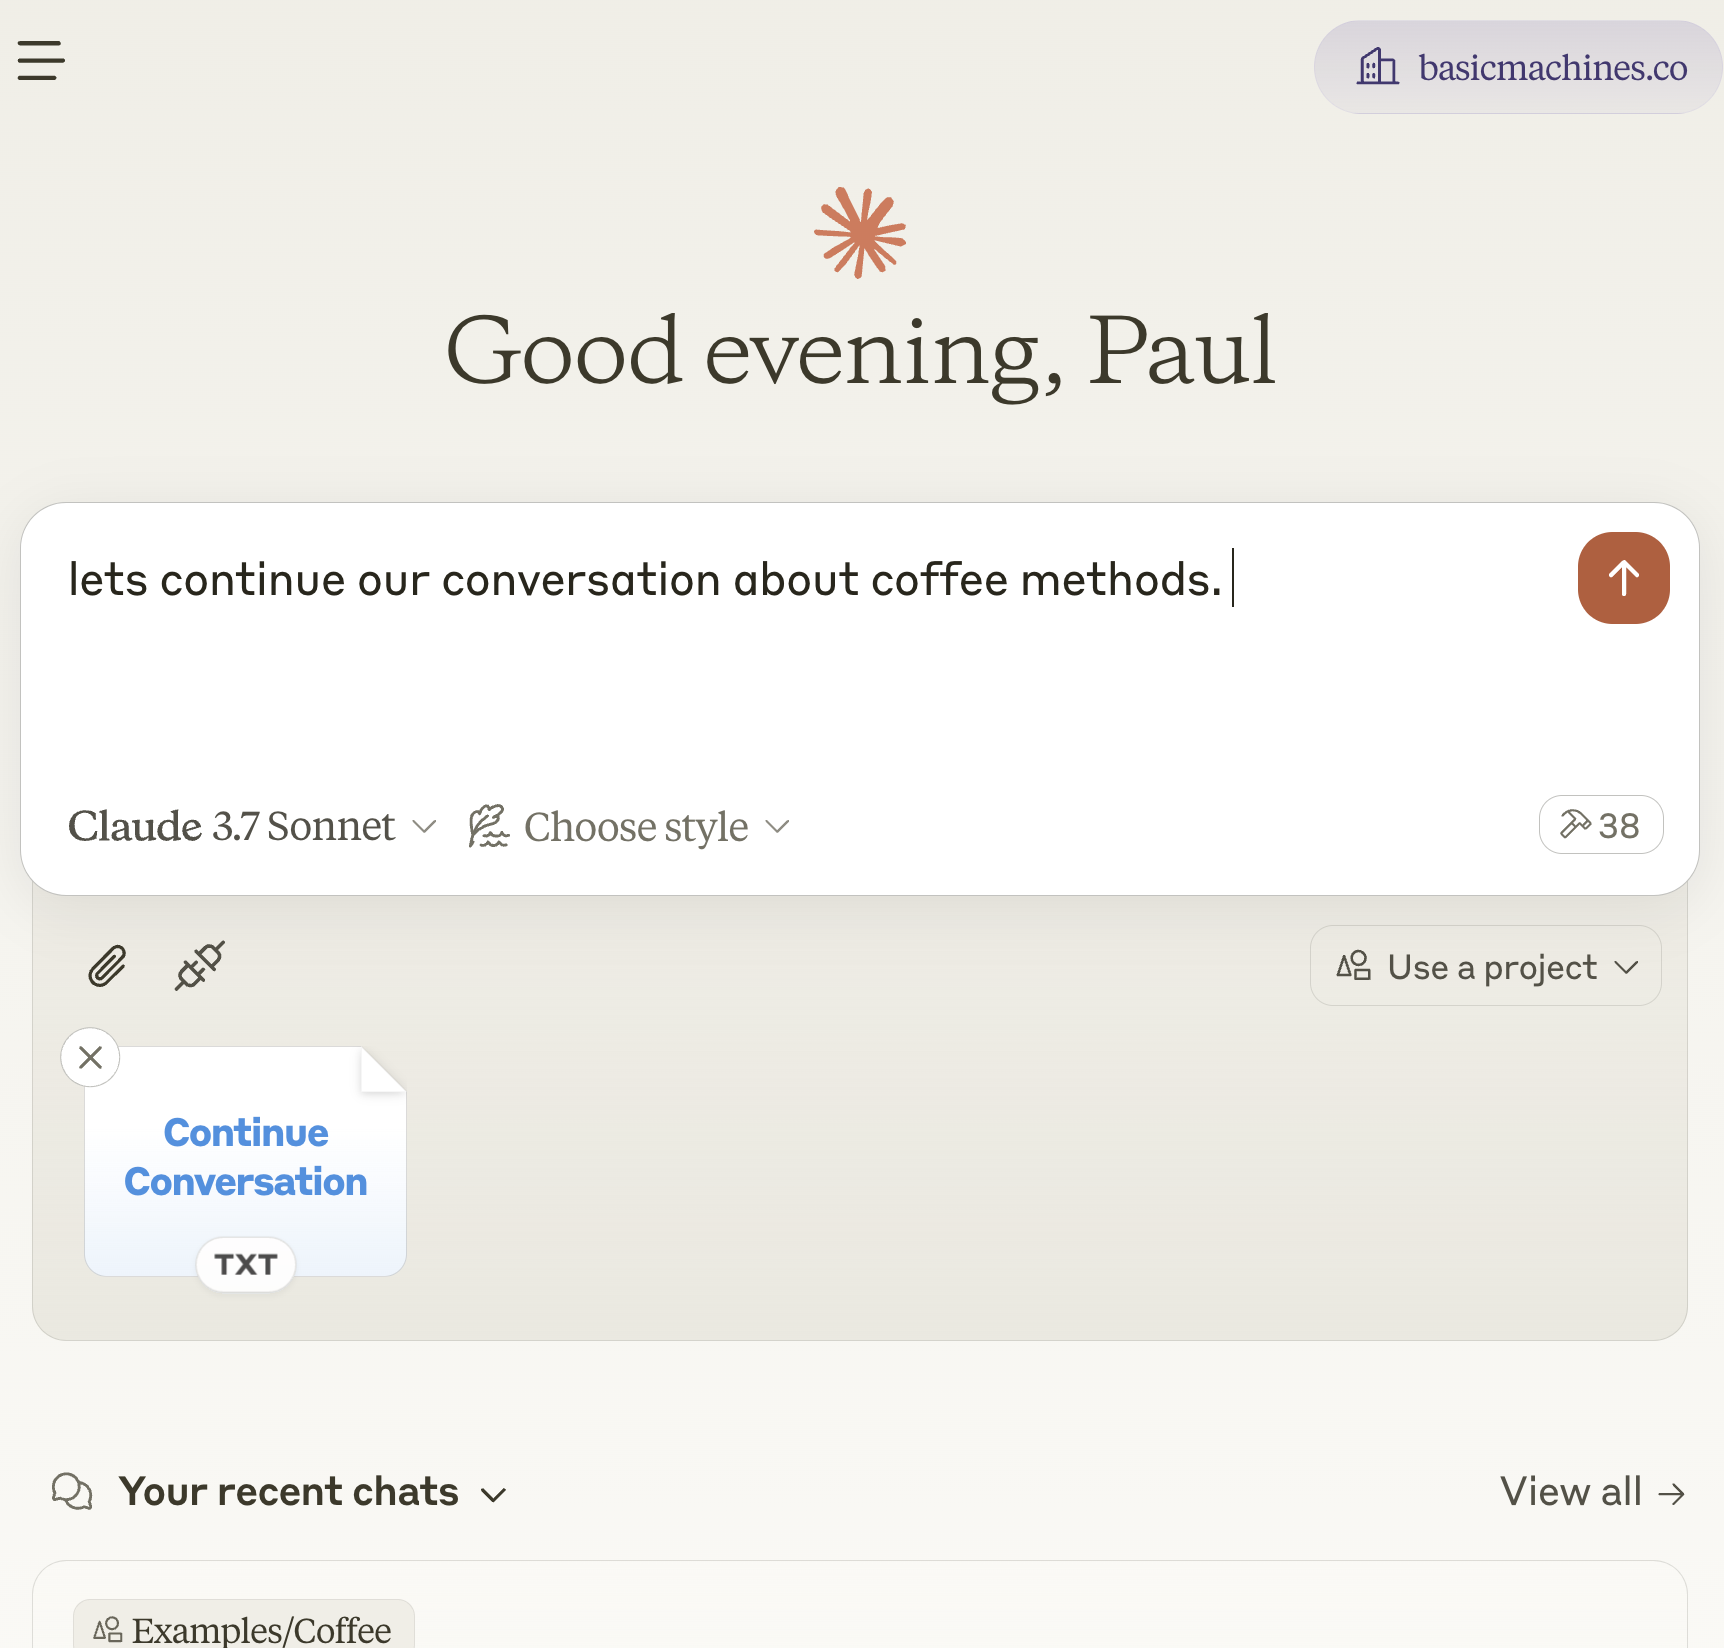 basicmachines.co
Good evening, Paul
lets continue our conversation about coffee methods.
Claude 3.7 Sonnet
Choose style
38
Use a project
Continue
Conversation
TXT
Your recent chats
View all →
Examples/Coffee